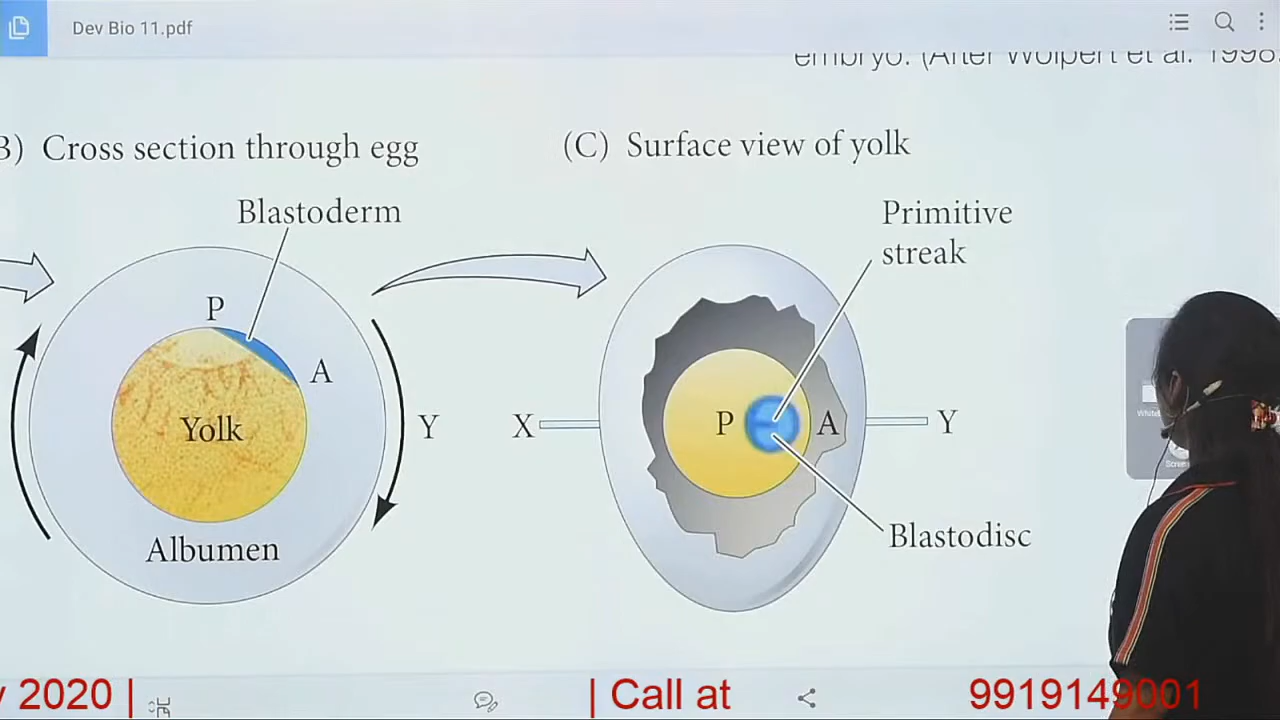 Dev Bio 11.pdf
embryo. (After Wolpert et al. 1998
B) Cross section through egg
(C) Surface view of yolk
Blastoderm
Primitive
streak
P
A
Yolk
Y
Albumen
X
P
A
Y
Blastodisc
y 2020 |
| Call at
9919149001